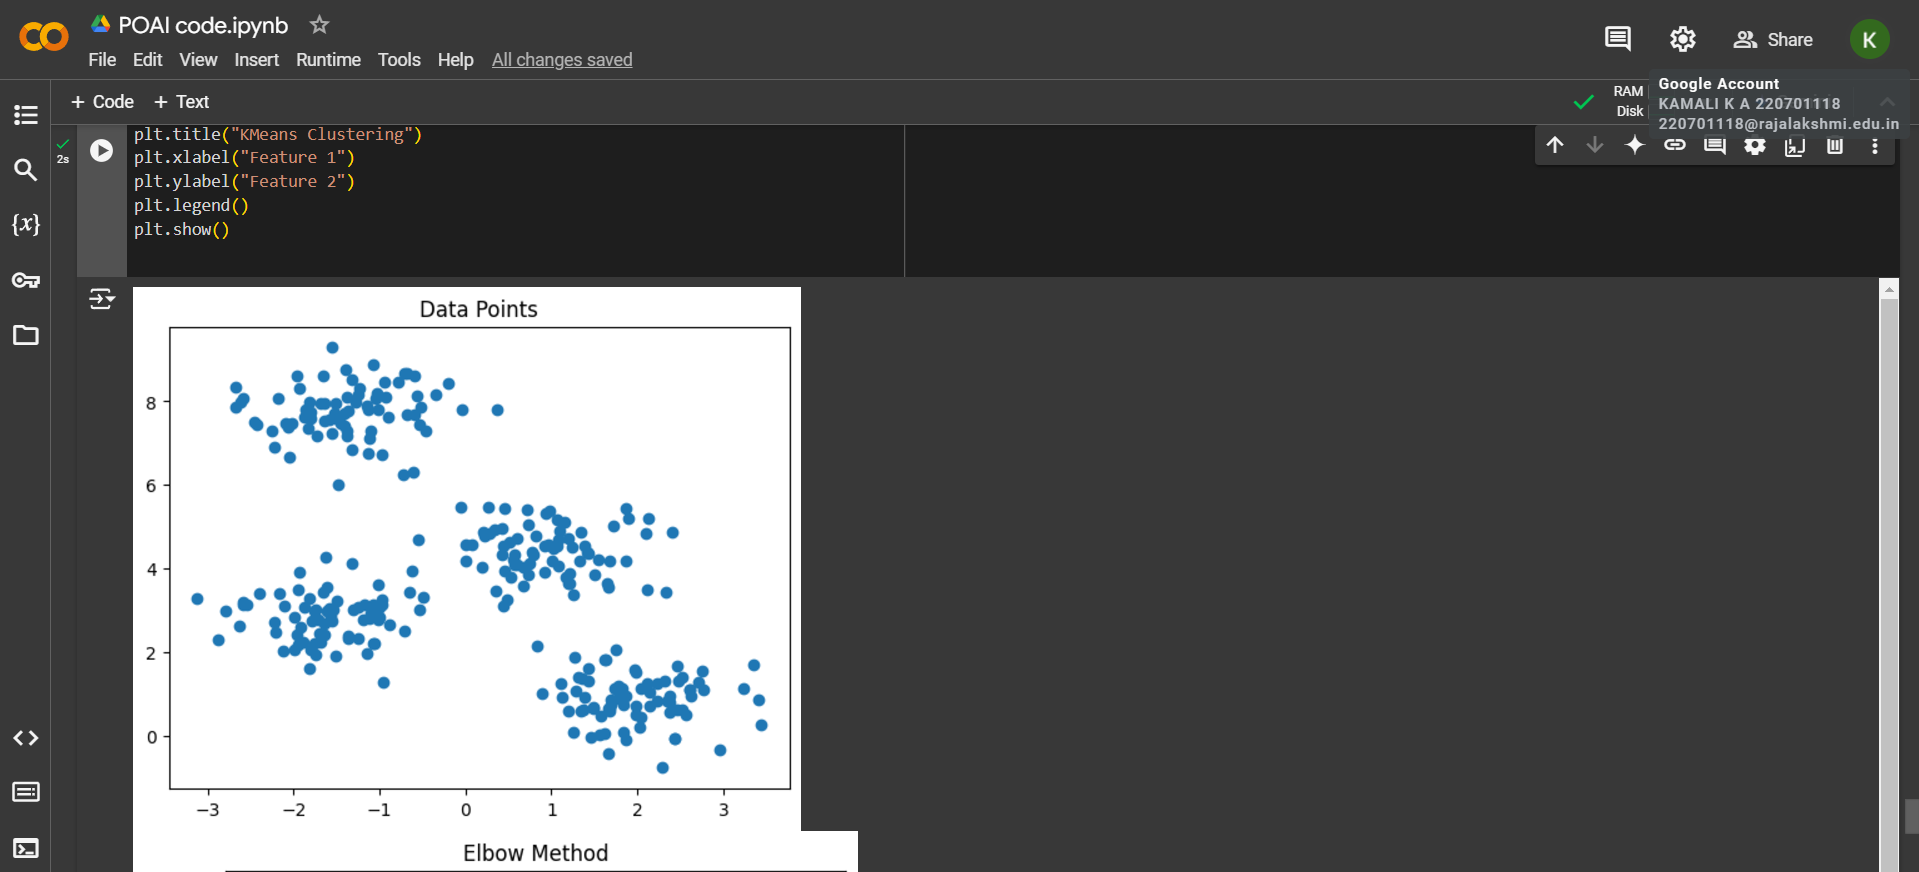 POAI code.ipynb
File Edit View Insert Runtime Tools Help All changes saved
Share
K
+ Code + Text
RAM
Disk
Google Account
KAMALI K A 220701118
220701118@rajalakshmi.edu.in
2s
{x}
plt.title("KMeans Clustering")
plt.xlabel("Feature 1")
plt.ylabel("Feature 2")
plt.legend()
plt.show()
Data Points
8
6
4
2
0
−3 −2 −1 0 1 2 3
Elbow Method